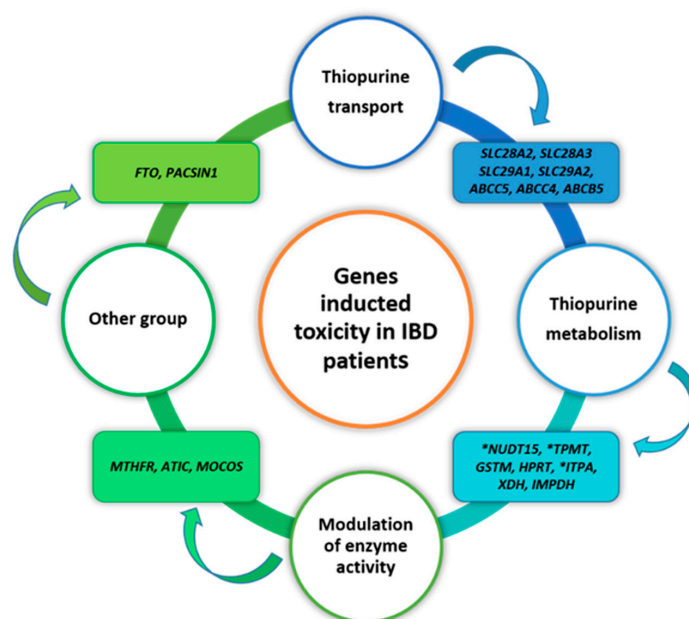 Thiopurine
transport
SLC28A2, SLC28A3
SLC29A1, SLC29A2,
ABCC5, ABCC4, ABCB5
Thiopurine
metabolism
*NUDT15, *TPMT,
GSTM, HPRT, *ITPA,
XDH, IMPDH
Modulation
of enzyme
activity
MTHFR, ATIC, MOCOS
Other group
FTO, PACSIN1
Genes
inducted
toxicity in IBD
patients